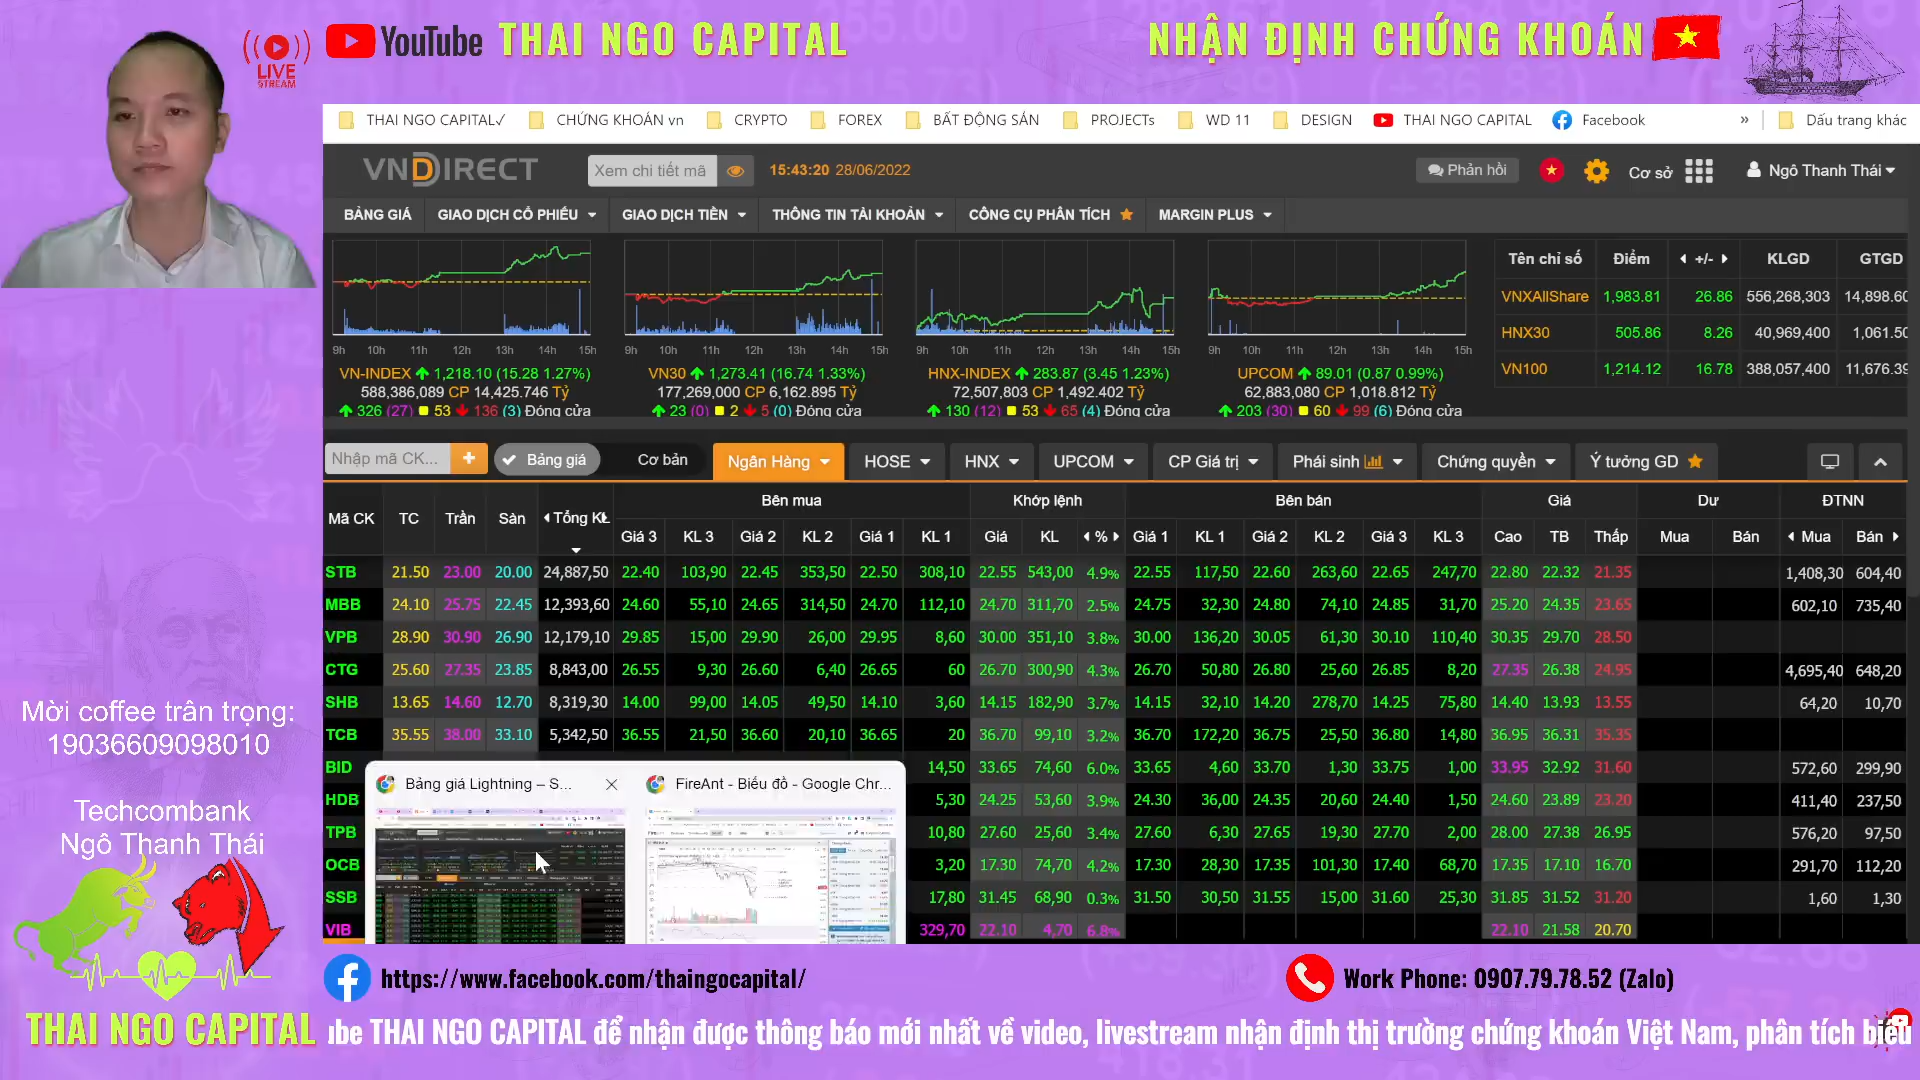 LIVE
STREAM
YouTube THAI NGO CAPITAL
NHẬN ĐỊNH CHỨNG KHOÁN
THAI NGO CAPITAL✓ CHỨNG KHOÁN vn CRYPTO FOREX BẤT ĐỘNG SẢN PROJECTs WD 11 DESIGN THAI NGO CAPITAL Facebook » Dấu trang khác
VNDIRECT Xem chi tiết mã 15:43:20 28/06/2022 Phản hồi Cơ sở Ngô Thanh Thái
BẢNG GIÁ GIAO DỊCH CỔ PHIẾU GIAO DỊCH TIỀN THÔNG TIN TÀI KHOẢN CÔNG CỤ PHÂN TÍCH MARGIN PLUS
9h 10h 11h 12h 13h 14h 15h
VN-INDEX 1,218.10 (15.28 1.27%)
588,386,089 CP 14,425.746 Tỷ
326 (27) 53 136 (3) Đóng cửa
9h 10h 11h 12h 13h 14h 15h
VN30 1,273.41 (16.74 1.33%)
177,269,000 CP 6,162.895 Tỷ
23 (0) 2 5 (0) Đóng cửa
9h 10h 11h 12h 13h 14h 15h
HNX-INDEX 283.87 (3.45 1.23%)
72,507,803 CP 1,492.402 Tỷ
130 (12) 53 65 (4) Đóng cửa
9h 10h 11h 12h 13h 14h 15h
UPCOM 89.01 (0.87 0.99%)
62,883,080 CP 1,018.812 Tỷ
203 (30) 60 99 (6) Đóng cửa
Tên chỉ số Điểm +/- KLGD GTGD
VNXAllShare 1,983.81 26.86 556,268,303 14,898.60
HNX30 505.86 8.26 40,969,400 1,061.50
VN100 1,214.12 16.78 388,057,400 11,676.39
Nhập mã CK... + Bảng giá Cơ bản Ngân Hàng HOSE HNX UPCOM CP Giá trị Phái sinh Chứng quyền Ý tưởng GD
Mã CK TC Trần Sàn Tổng KL Bên mua Khớp lệnh Bên bán Giá Dư ĐTNN
Giá 3 KL 3 Giá 2 KL 2 Giá 1 KL 1 Giá KL % Giá 1 KL 1 Giá 2 KL 2 Giá 3 KL 3 Cao TB Thấp Mua Bán Mua Bán
STB 21.50 23.00 20.00 24,887,50 22.40 103,90 22.45 353,50 22.50 308,10 22.55 543,00 4.9% 22.55 117,50 22.60 263,60 22.65 247,70 22.80 22.32 21.35 1,408,30 604,40
MBB 24.10 25.75 22.45 12,393,60 24.60 55,10 24.65 314,50 24.70 112,10 24.70 311,70 2.5% 24.75 32,30 24.80 74,10 24.85 31,70 25.20 24.35 23.65 602,10 735,40
VPB 28.90 30.90 26.90 12,179,10 29.85 15,00 29.90 26,00 29.95 8,60 30.00 351,10 3.8% 30.00 136,20 30.05 61,30 30.10 110,40 30.35 29.70 28.50
CTG 25.60 27.35 23.85 8,843,00 26.55 9,30 26.60 6,40 26.65 60 26.70 300,90 4.3% 26.70 50,80 26.80 25,60 26.85 8,20 27.35 26.38 24.95 4,695,40 648,20
SHB 13.65 14.60 12.70 8,319,30 14.00 99,00 14.05 49,50 14.10 3,60 14.15 182,90 3.7% 14.15 32,10 14.20 278,70 14.25 75,80 14.40 13.93 13.55 64,20 10,70
TCB 35.55 38.00 33.10 5,342,50 36.55 21,50 36.60 20,10 36.65 20 36.70 99,10 3.2% 36.70 172,20 36.75 25,50 36.80 14,80 36.95 36.31 35.35
BID 14,50 33.65 74,60 6.0% 33.65 4,60 33.70 1,30 33.75 1,00 33.95 32.92 31.60 572,60 299,90
HDB 5,30 24.25 53,60 3.9% 24.30 36,00 24.35 20,60 24.40 1,50 24.60 23.89 23.20 411,40 237,50
TPB 10,80 27.60 25,60 3.4% 27.60 6,30 27.65 19,30 27.70 2,00 28.00 27.38 26.95 576,20 97,50
OCB 3,20 17.30 74,70 4.2% 17.30 28,30 17.35 101,30 17.40 68,70 17.35 17.10 16.70 291,70 112,20
SSB 17,80 31.45 68,90 0.3% 31.50 30,50 31.55 15,00 31.60 25,30 31.85 31.52 31.20 1,60 1,30
VIB 329,70 22.10 4,70 6.8% 22.10 21.58 20.70
Bảng giá Lightning – S... FireAnt - Biểu đồ - Google Chr...
Mời coffee trân trọng:
19036609098010
Techcombank
Ngô Thanh Thái
THAI NGO CAPITAL
https://www.facebook.com/thaingocapital/
Work Phone: 0907.79.78.52 (Zalo)
ube THAI NGO CAPITAL để nhận được thông báo mới nhất về video, livestream nhận định thị trường chứng khoán Việt Nam, phân tích biểu